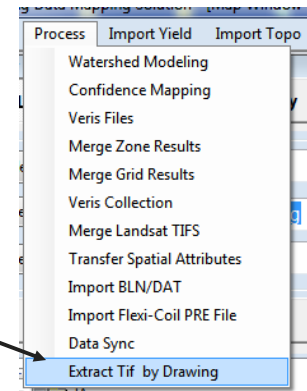 Data Mapping Solution - [Map Window
Process Import Yield Import Topo
Watershed Modeling
Confidence Mapping
Veris Files
Merge Zone Results
Merge Grid Results
Veris Collection
Merge Landsat TIFS
Transfer Spatial Attributes
Import BLN/DAT
Import Flexi-Coil PRE File
Data Sync
Extract Tif  by Drawing